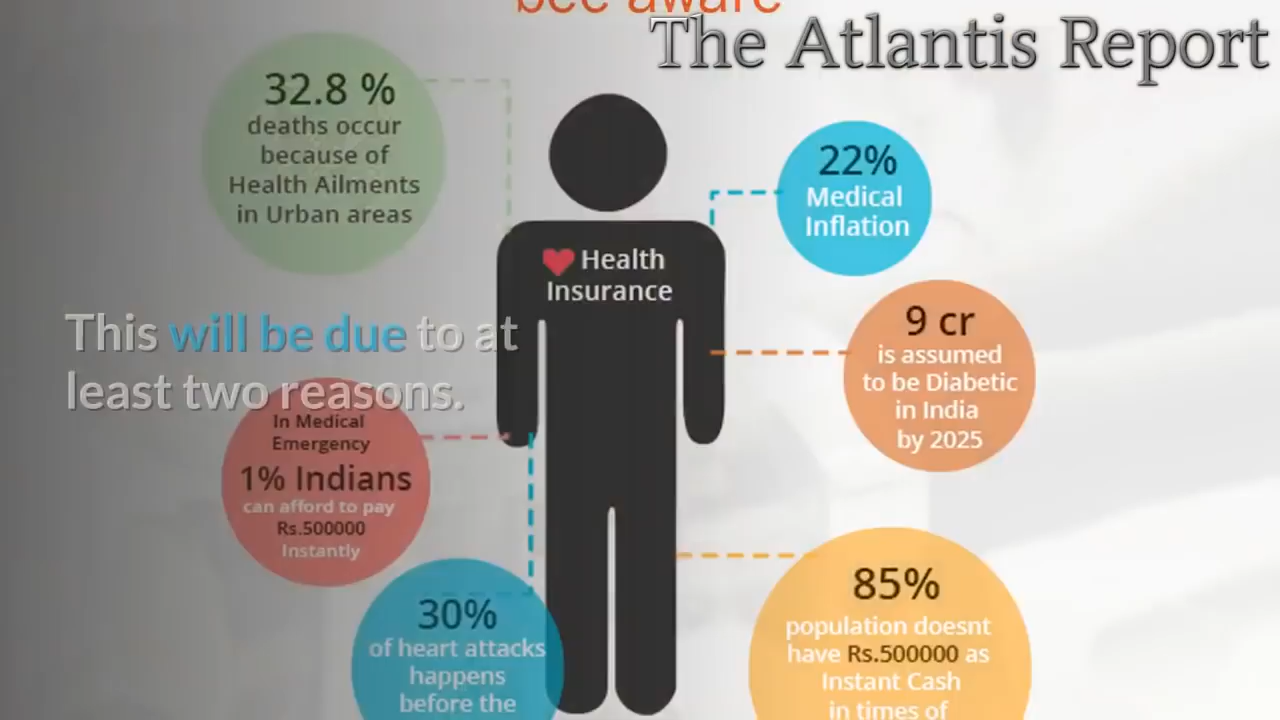 bee aware
The Atlantis Report
32.8 %
deaths occur
because of
Health Ailments
in Urban areas
22%
Medical
Inflation
Health
Insurance
9 cr
is assumed
to be Diabetic
in India
by 2025
This will be due to at
least two reasons.
In Medical
Emergency
1% Indians
can afford to pay
Rs.500000
Instantly
30%
of heart attacks
happens
before the
85%
population doesnt
have Rs.500000 as
Instant Cash
in times of